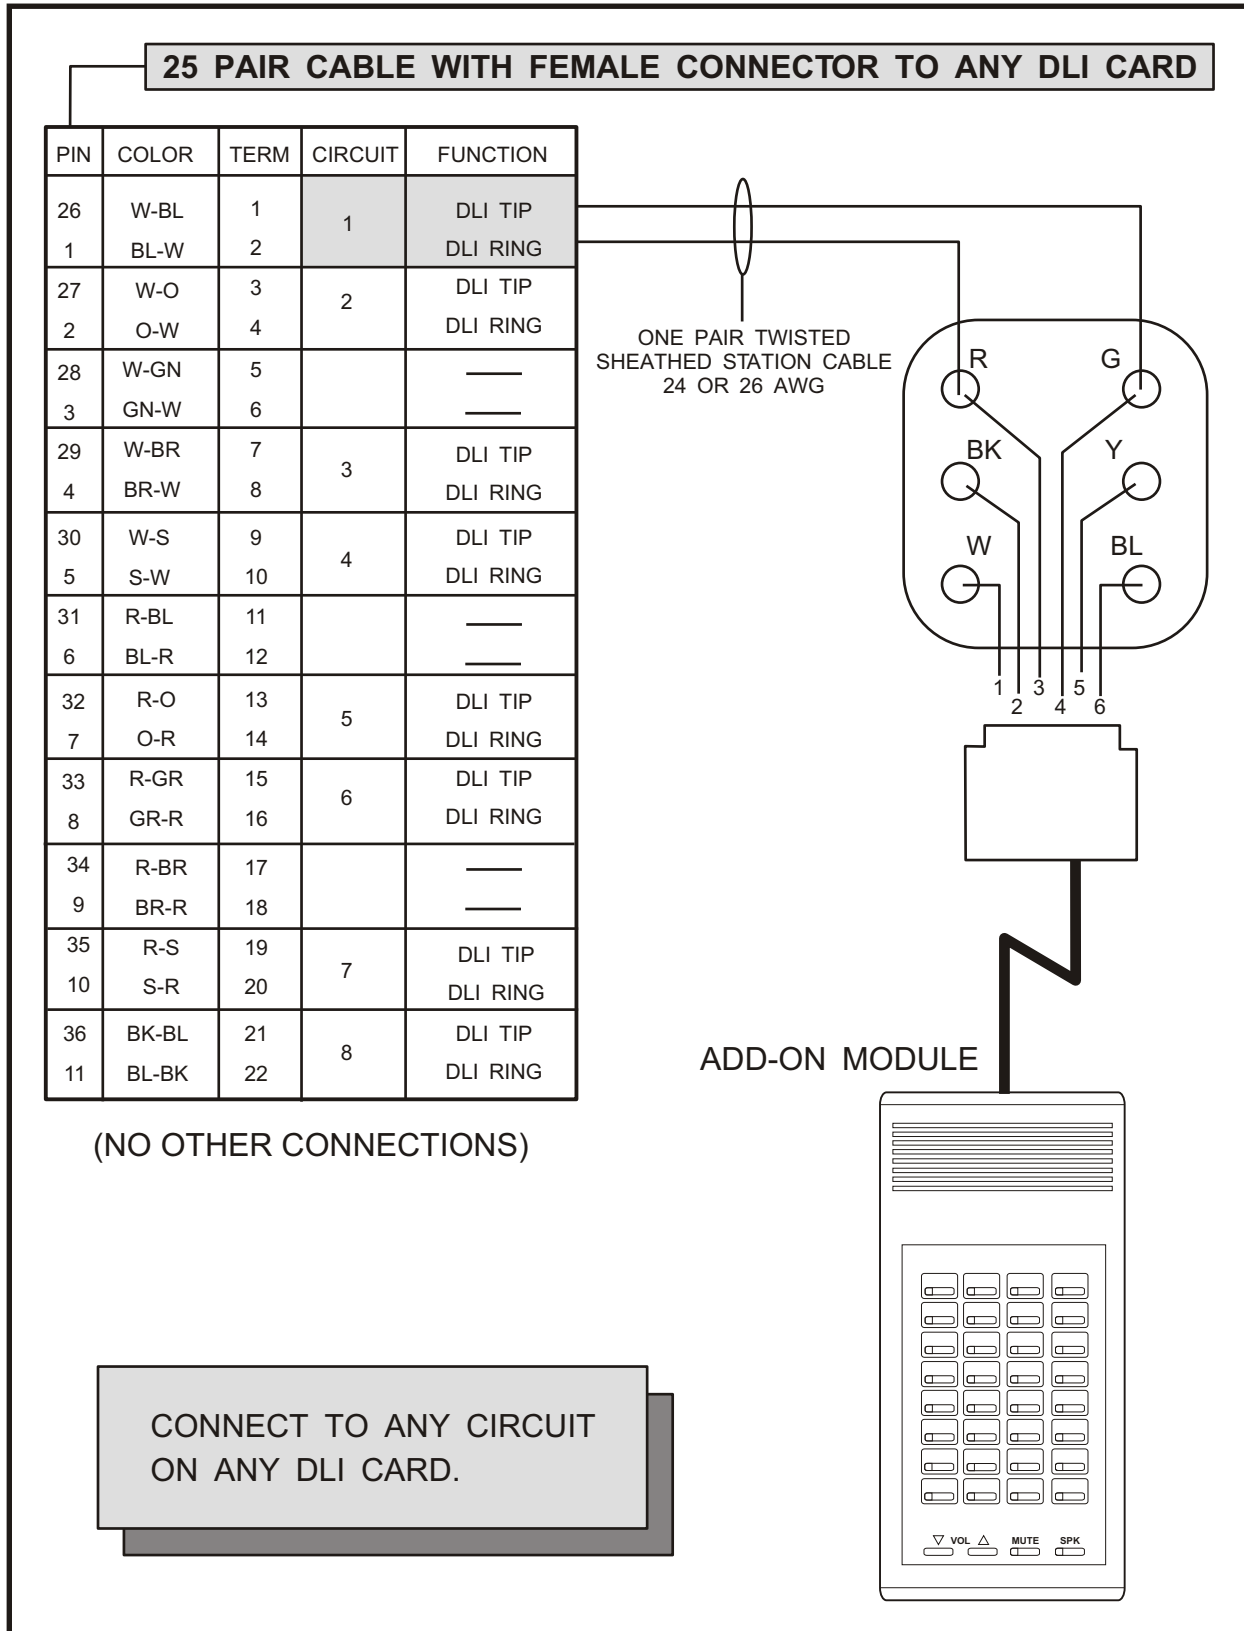 25 PAIR CABLE WITH FEMALE CONNECTOR TO ANY DLI CARD
PIN COLOR TERM CIRCUIT FUNCTION
26 W-BL 1 1 DLI TIP
1 BL-W 2 DLI RING
27 W-O 3 2 DLI TIP
2 O-W 4 DLI RING
28 W-GN 5
3 GN-W 6
29 W-BR 7 3 DLI TIP
4 BR-W 8 DLI RING
30 W-S 9 4 DLI TIP
5 S-W 10 DLI RING
31 R-BL 11
6 BL-R 12
32 R-O 13 5 DLI TIP
7 O-R 14 DLI RING
33 R-GR 15 6 DLI TIP
8 GR-R 16 DLI RING
34 R-BR 17
9 BR-R 18
35 R-S 19 7 DLI TIP
10 S-R 20 DLI RING
36 BK-BL 21 8 DLI TIP
11 BL-BK 22 DLI RING
(NO OTHER CONNECTIONS)
ONE PAIR TWISTED
SHEATHED STATION CABLE
24 OR 26 AWG
R G
BK Y
W BL
1 2 3 4 5 6
ADD-ON MODULE
VOL MUTE SPK
CONNECT TO ANY CIRCUIT
ON ANY DLI CARD.